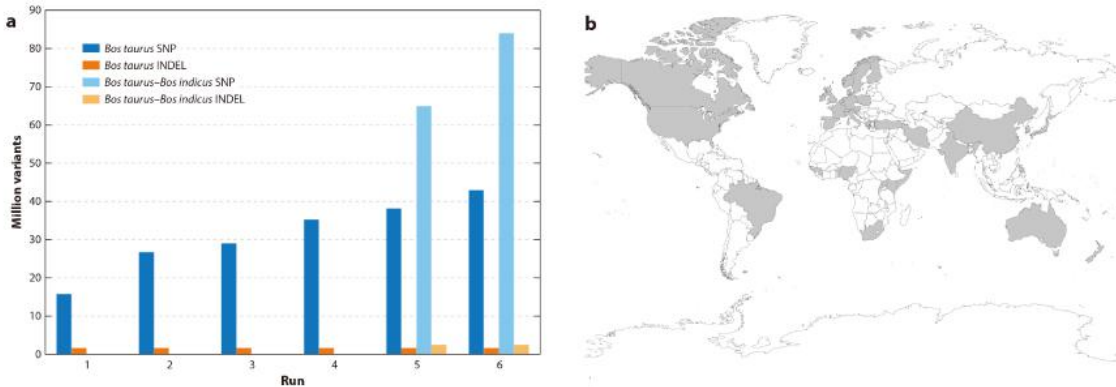 a
90
80
70
60
50
40
30
20
10
0
Million variants
Bos taurus SNP
Bos taurus INDEL
Bos taurus–Bos indicus SNP
Bos taurus–Bos indicus INDEL
1 2 3 4 5 6
Run
b